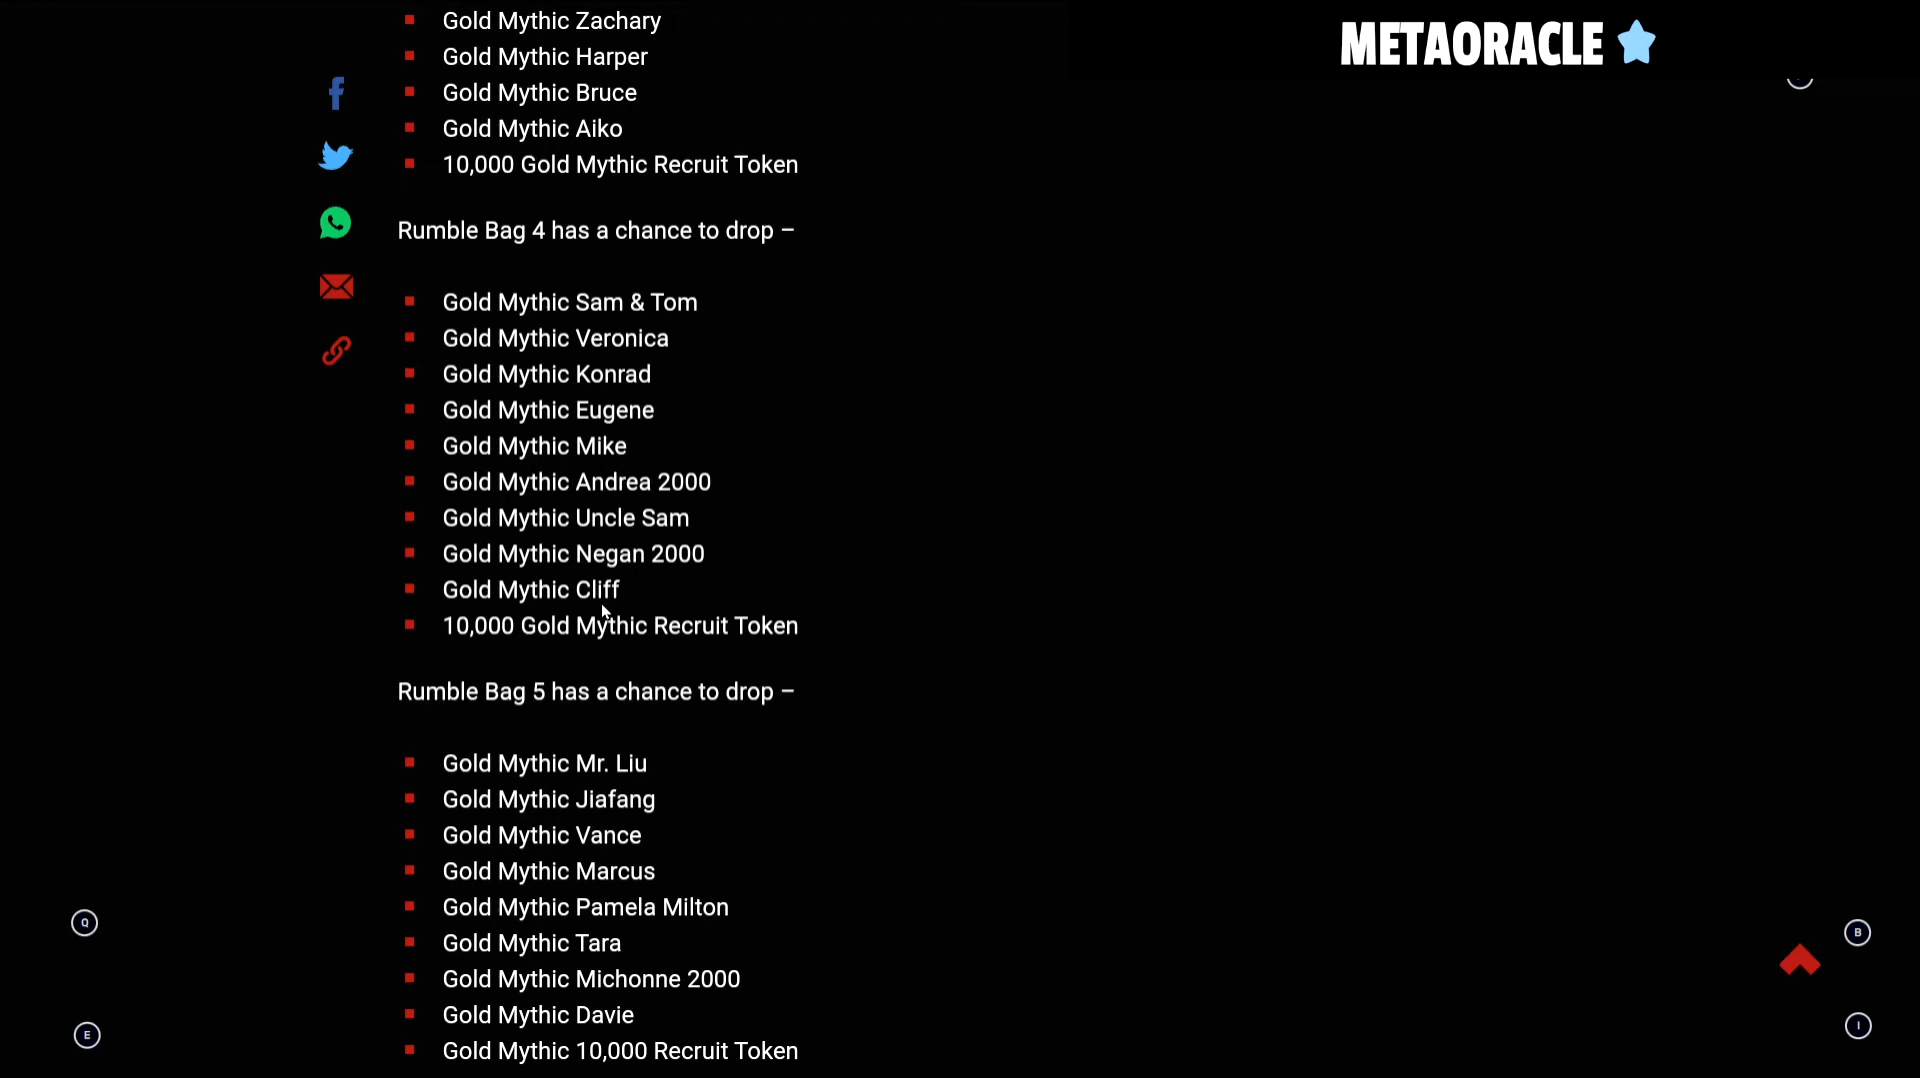 METAORACLE
Gold Mythic Zachary
Gold Mythic Harper
Gold Mythic Bruce
Gold Mythic Aiko
10,000 Gold Mythic Recruit Token
Rumble Bag 4 has a chance to drop –
Gold Mythic Sam & Tom
Gold Mythic Veronica
Gold Mythic Konrad
Gold Mythic Eugene
Gold Mythic Mike
Gold Mythic Andrea 2000
Gold Mythic Uncle Sam
Gold Mythic Negan 2000
Gold Mythic Cliff
10,000 Gold Mythic Recruit Token
Rumble Bag 5 has a chance to drop –
Gold Mythic Mr. Liu
Gold Mythic Jiafang
Gold Mythic Vance
Gold Mythic Marcus
Gold Mythic Pamela Milton
Gold Mythic Tara
Gold Mythic Michonne 2000
Gold Mythic Davie
Gold Mythic 10,000 Recruit Token
Q
B
E
I